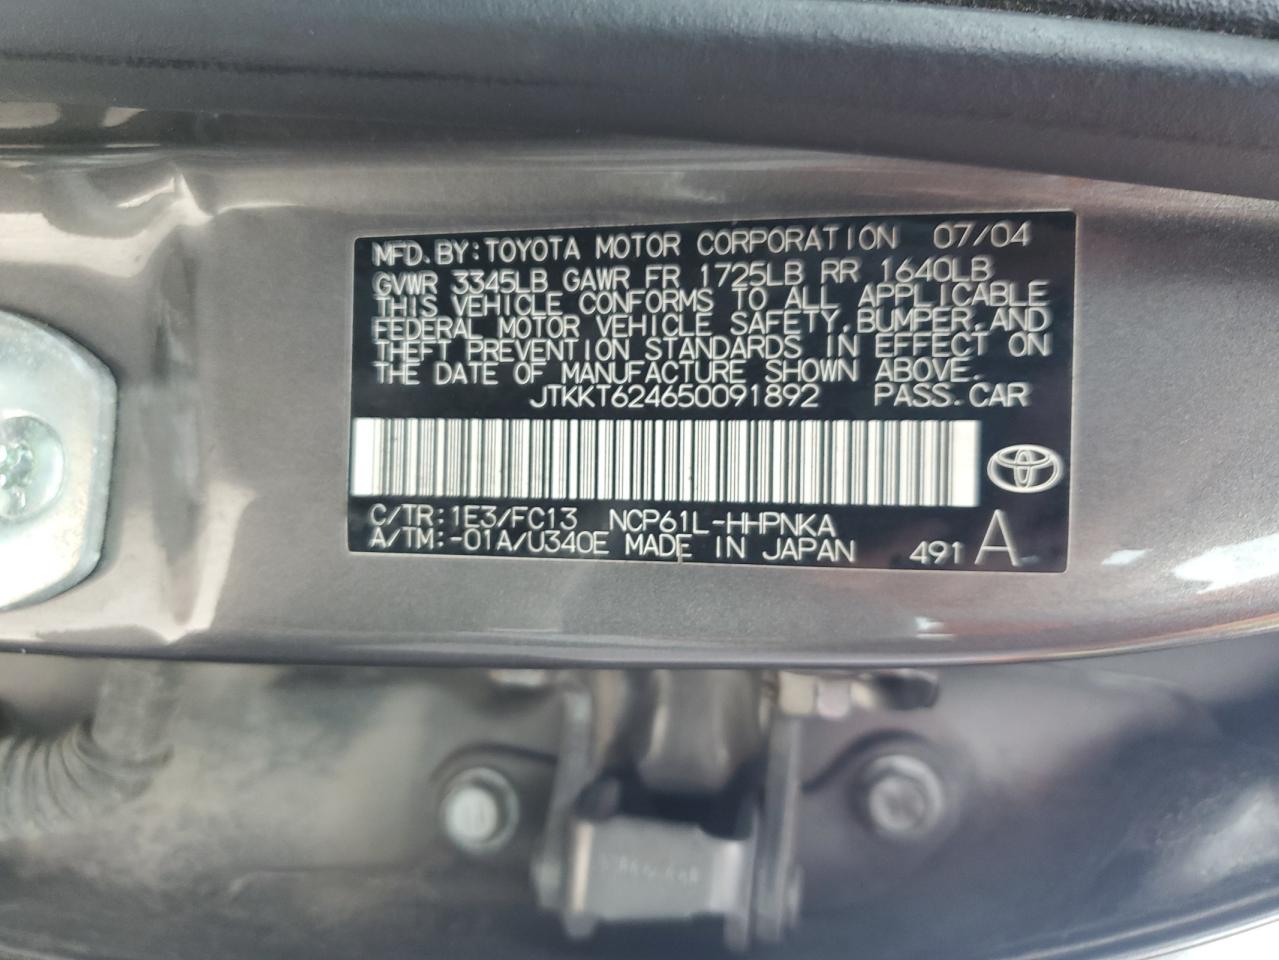 MFD.BY:TOYOTA MOTOR CORPORATION 07/04
GVWR 3345LB GAWR FR 1725LB RR 1640LB
THIS VEHICLE CONFORMS TO ALL APPLICABLE
FEDERAL MOTOR VEHICLE SAFETY,BUMPER,AND
THEFT PREVENTION STANDARDS IN EFFECT ON
THE DATE OF MANUFACTURE SHOWN ABOVE.
JTKKT624650091892 PASS.CAR
C/TR:1E3/FC13 NCP61L-HHPNKA
A/TM:-01A/U340E MADE IN JAPAN 491 A